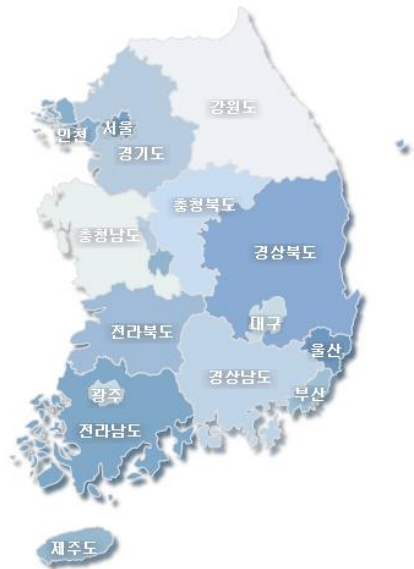 강원도
인천
서울
경기도
충청북도
충청남도
경상북도
대구
전라북도
울산
경상남도
부산
광주
전라남도
제주도